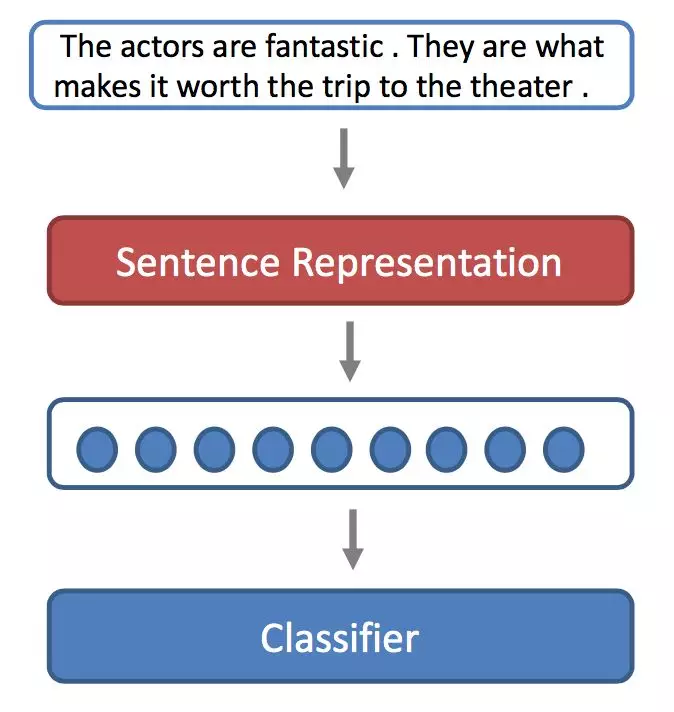 The actors are fantastic . They are what
makes it worth the trip to the theater .
Sentence Representation
Classifier